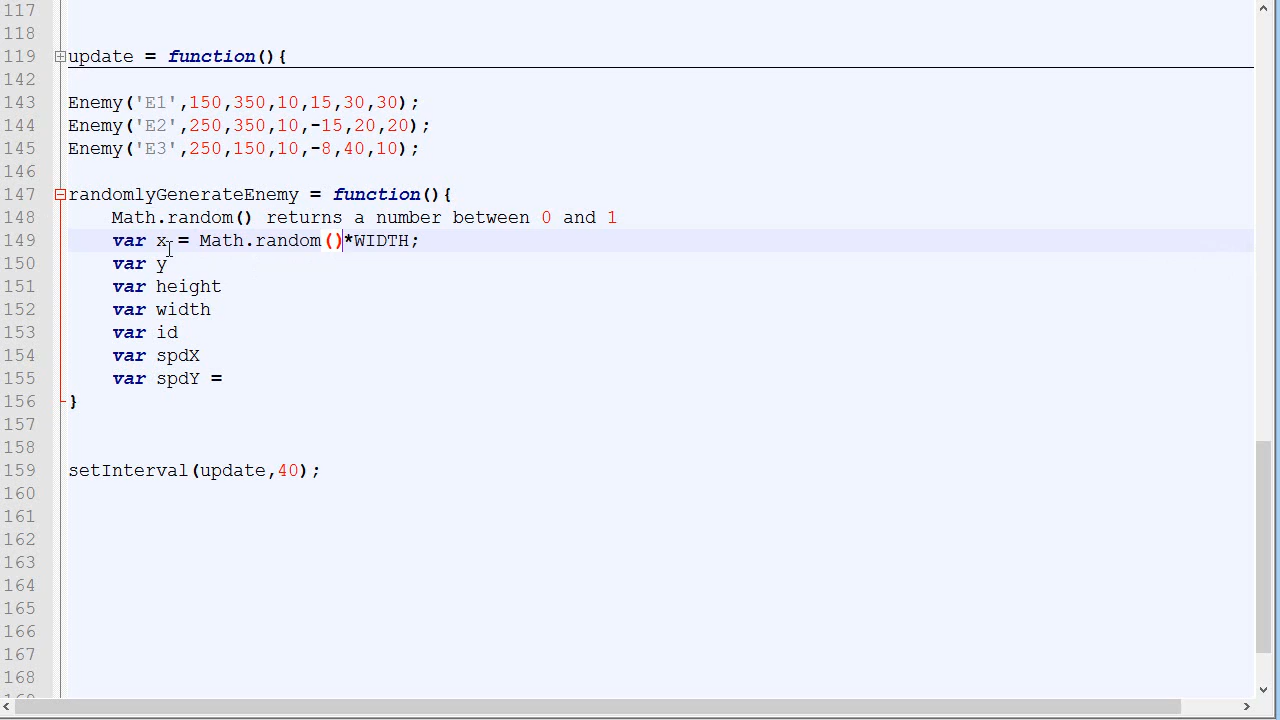 117
118
119 update = function(){
142
143 Enemy('E1',150,350,10,15,30,30);
144 Enemy('E2',250,350,10,-15,20,20);
145 Enemy('E3',250,150,10,-8,40,10);
146
147 randomlyGenerateEnemy = function(){
148 Math.random() returns a number between 0 and 1
149 var x = Math.random()*WIDTH;
150 var y
151 var height
152 var width
153 var id
154 var spdX
155 var spdY =
156 }
157
158
159 setInterval(update,40);
160
161
162
163
164
165
166
167
168